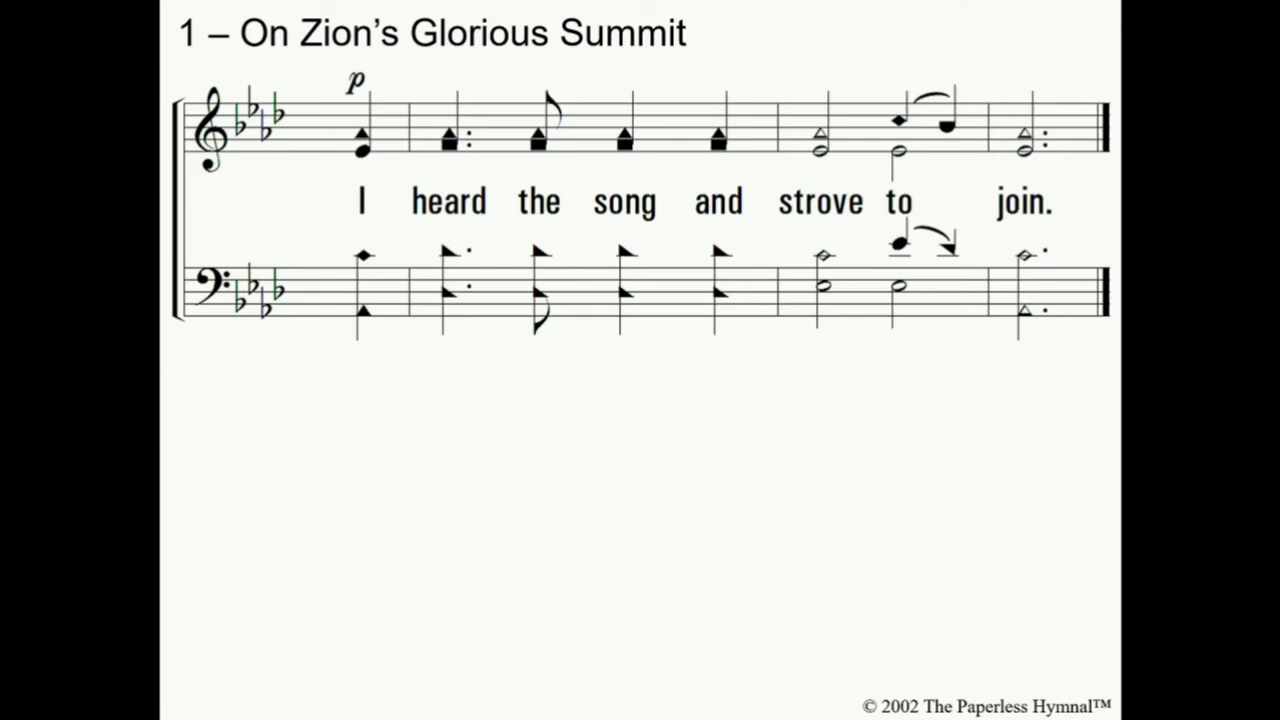 1 – On Zion’s Glorious Summit
p
I heard the song and strove to join.
© 2002 The Paperless Hymnal™